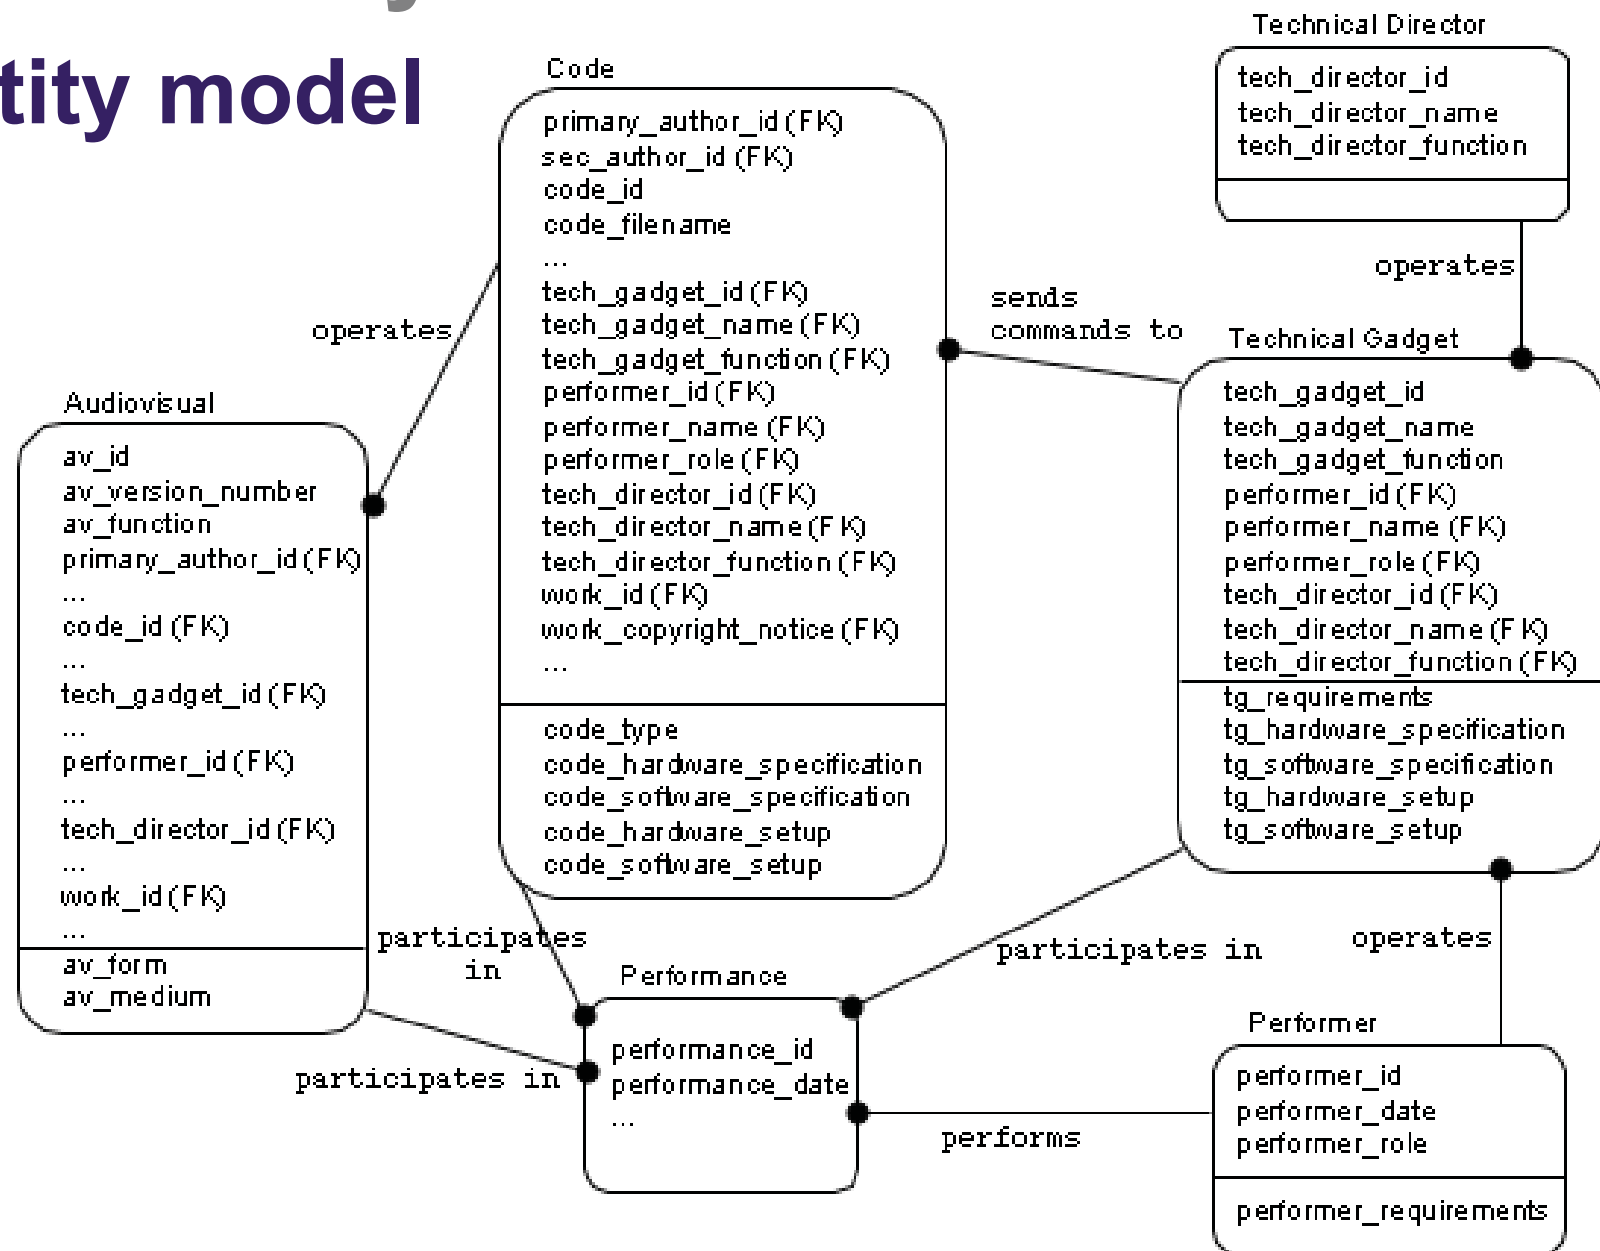 tity model
Code
primary_author_id (FK)
sec_author_id (FK)
code_id
code_filename
...
tech_gadget_id (FK)
tech_gadget_name (FK)
tech_gadget_function (FK)
performer_id (FK)
performer_name (FK)
performer_role (FK)
tech_director_id (FK)
tech_director_name (FK)
tech_director_function (FK)
work_id (FK)
work_copyright_notice (FK)
...
code_type
code_hardware_specification
code_software_specification
code_hardware_setup
code_software_setup
Technical Director
tech_director_id
tech_director_name
tech_director_function
operates
sends
commands to
operates
Technical Gadget
tech_gadget_id
tech_gadget_name
tech_gadget_function
performer_id (FK)
performer_name (FK)
performer_role (FK)
tech_director_id (FK)
tech_director_name (FK)
tech_director_function (FK)
tg_requirements
tg_hardware_specification
tg_software_specification
tg_hardware_setup
tg_software_setup
Audiovisual
av_id
av_version_number
av_function
primary_author_id (FK)
...
code_id (FK)
...
tech_gadget_id (FK)
...
performer_id (FK)
...
tech_director_id (FK)
...
work_id (FK)
...
av_form
av_medium
participates
in
participates in
operates
Performance
performance_id
performance_date
...
participates in
performs
Performer
performer_id
performer_date
performer_role
performer_requirements